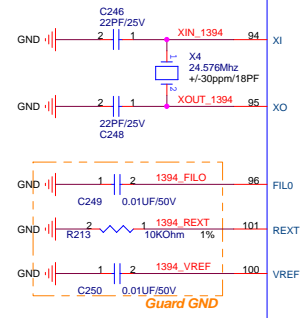 C246
22PF/25V
GND 2 1 XIN_1394 94 XI
1 X4
24.576Mhz
+/-30ppm/18PF
2
GND 2 1 XOUT_1394 95 XO
22PF/25V
C248
GND 1 2 1394_FILO 96 FIL0
C249 0.01UF/50V
GND 2 1 1394_REXT 101 REXT
R213 10KOhm 1%
GND 1 2 1394_VREF 100 VREF
C250 0.01UF/50V
Guard GND